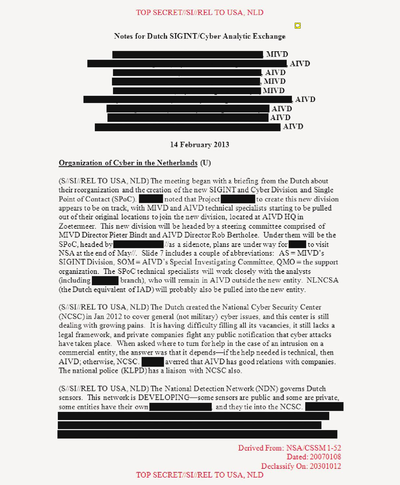 TOP SECRET//SI//REL TO USA, NLD
Notes for Dutch SIGINT/Cyber Analytic Exchange
, MIVD
, AIVD
, AIVD
, MIVD
MIVD
, AIVD
AIVD
AIVD
AIVD
14 February 2013
Organization of Cyber in the Netherlands (U)
(S//SI//REL TO USA, NLD) The meeting began with a briefing from the Dutch about
their reorganization and the creation of the new SIGINT and Cyber Division and Single
Point of Contact (SPoC). noted that Project to create this new division
appears to be on track, with MIVD and AIVD technical specialists starting to be pulled
out of their original locations to join the new division, located at AIVD HQ in
Zoetermeer. This new division will be headed by a steering committee comprised of
MIVD Director Pieter Bindt and AIVD Director Rob Bertholee. Under them will be the
SPoC, headed by //as a sidenote, plans are under way for to visit
NSA at the end of May//. Slide 7 includes a couple of abbreviations: AS = MIVD's
SIGINT Division, SOM = AIVD's Special Investigating Committee, QMO = the support
organization. The SPoC technical specialists will work closely with the analysts
(including branch), who will remain in AIVD outside the new entity. NLNCSA
(the Dutch equivalent of IAD) will probably also be pulled into the new entity.
(S//SI//REL TO USA, NLD) The Dutch created the National Cyber Security Center
(NCSC) in Jan 2012 to cover general (not military) cyber issues, and this center is still
dealing with growing pains. It is having difficulty filling all its vacancies, it still lacks a
legal framework, and private companies fight any public notification that cyber attacks
have taken place. When asked where to turn for help in the case of an intrusion on a
commercial entity, the answer was that it depends—if the help needed is technical, then
AIVD; otherwise, NCSC. averred that AIVD has good relations with companies.
The national police (KLPD) has a liaison with NCSC also.
(S//SI//REL TO USA, NLD) The National Detection Network (NDN) governs Dutch
sensors. This network is DEVELOPING—some sensors are public and some are private,
some entities have their own , and they tie into the NCSC.
Derived From: NSA/CSSM 1-52
Dated: 20070108
Declassify On: 20301012
TOP SECRET//SI//REL TO USA, NLD